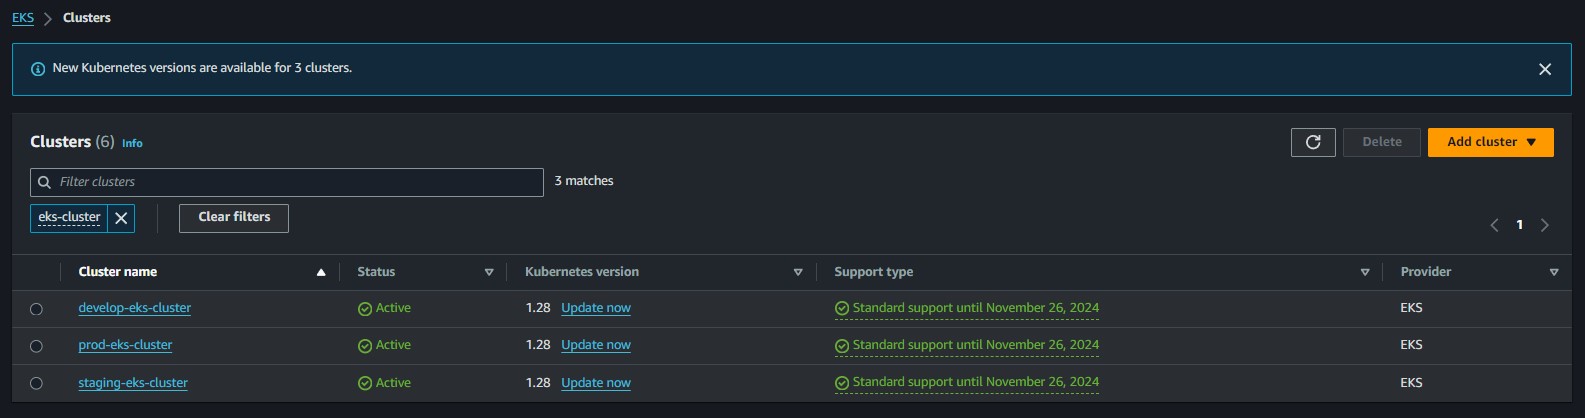 EKS Clusters
New Kubernetes versions are available for 3 clusters.
Clusters (6) Info
Delete
Add cluster
Filter clusters
3 matches
eks-cluster
Clear filters
1
Cluster name Status Kubernetes version Support type Provider
develop-eks-cluster Active 1.28 Update now Standard support until November 26, 2024 EKS
prod-eks-cluster Active 1.28 Update now Standard support until November 26, 2024 EKS
staging-eks-cluster Active 1.28 Update now Standard support until November 26, 2024 EKS